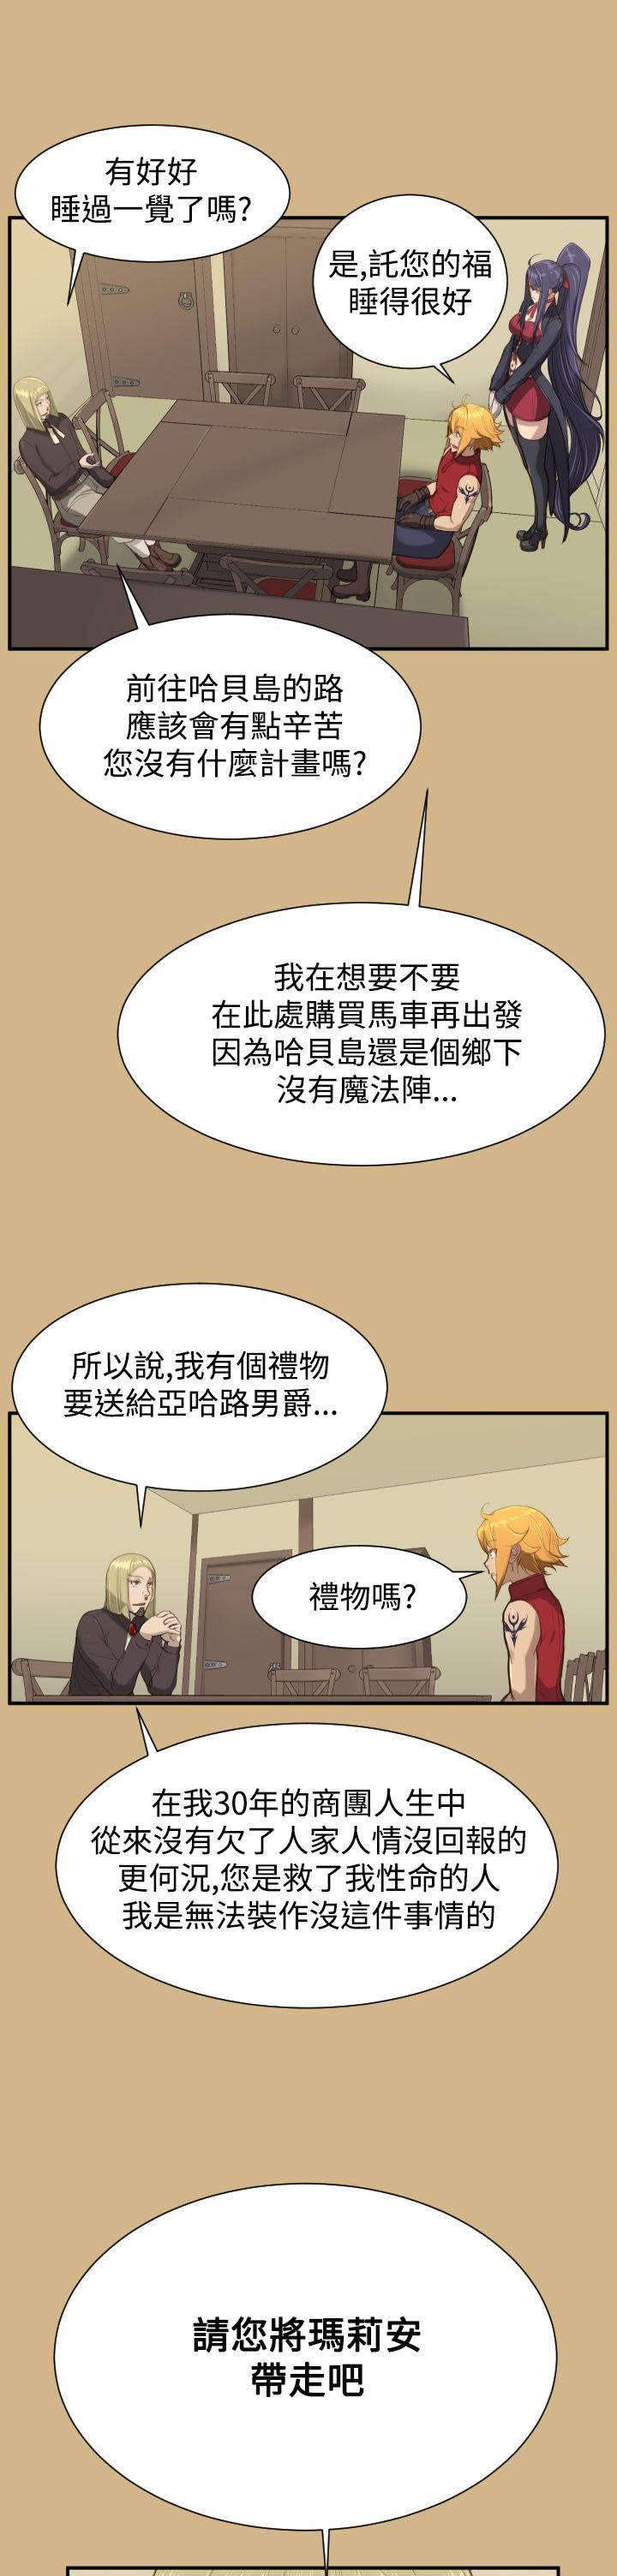 有好好
睡過一覺了嗎?
是,託您的福
睡得很好
前往哈貝島的路
應該會有點辛苦
您沒有什麼計畫嗎?
我在想要不要
在此處購買馬車再出發
因為哈貝島還是個鄉下
沒有魔法陣...
所以說,我有個禮物
要送給亞哈路男爵...
禮物嗎?
在我30年的商團人生中
從來沒有欠了人家人情沒回報的
更何況,您是救了我性命的人
我是無法裝作沒這件事情的
請您將瑪莉安
帶走吧